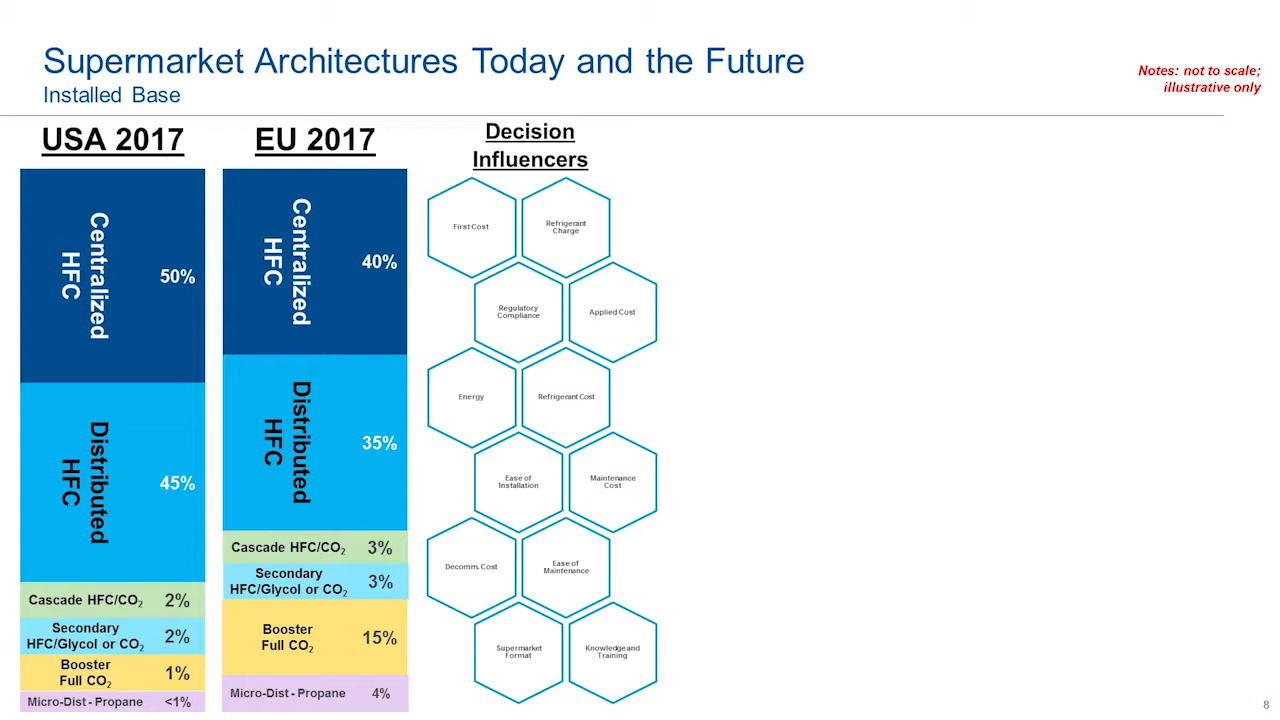 Supermarket Architectures Today and the Future
Installed Base
Notes: not to scale;
illustrative only
USA 2017
Centralized
HFC
50%
Distributed
HFC
45%
Cascade HFC/CO₂ 2%
Secondary
HFC/Glycol or CO₂ 2%
Booster
Full CO₂ 1%
Micro-Dist - Propane <1%
EU 2017
Centralized
HFC
40%
Distributed
HFC
35%
Cascade HFC/CO₂ 3%
Secondary
HFC/Glycol or CO₂ 3%
Booster
Full CO₂ 15%
Micro-Dist - Propane 4%
Decision
Influencers
First Cost
Refrigerant
Charge
Regulatory
Compliance
Applied Cost
Energy
Refrigerant Cost
Ease of
Installation
Maintenance
Cost
Decomm. Cost
Ease of
Maintenance
Supermarket
Format
Knowledge and
Training
8